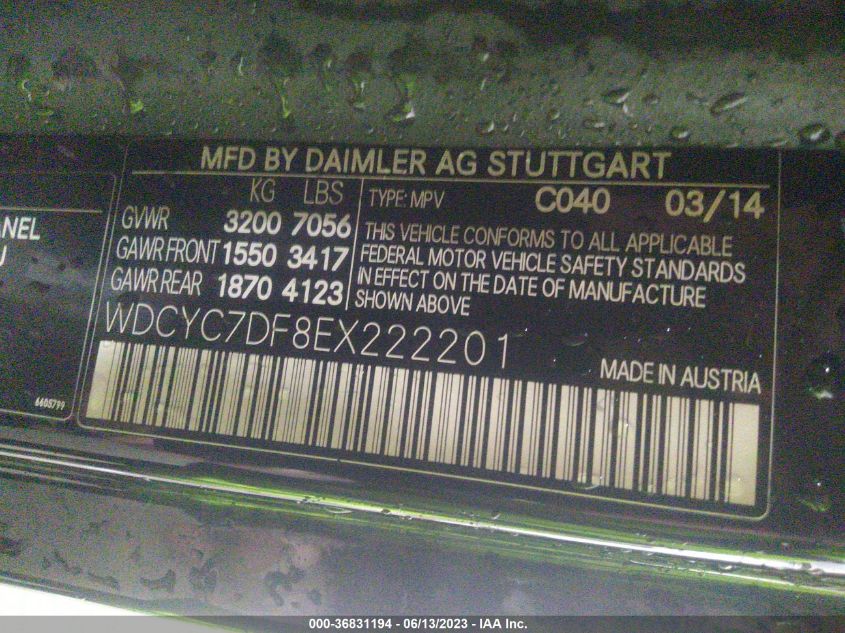 MFD BY DAIMLER AG STUTTGART
KG LBS
GVWR 3200 7056
GAWR FRONT 1550 3417
GAWR REAR 1870 4123
TYPE: MPV C040 03/14
THIS VEHICLE CONFORMS TO ALL APPLICABLE
FEDERAL MOTOR VEHICLE SAFETY STANDARDS
IN EFFECT ON THE DATE OF MANUFACTURE
SHOWN ABOVE
WDCYC7DF8EX222201
MADE IN AUSTRIA
6605799
000-36831194 - 06/13/2023 - IAA Inc.